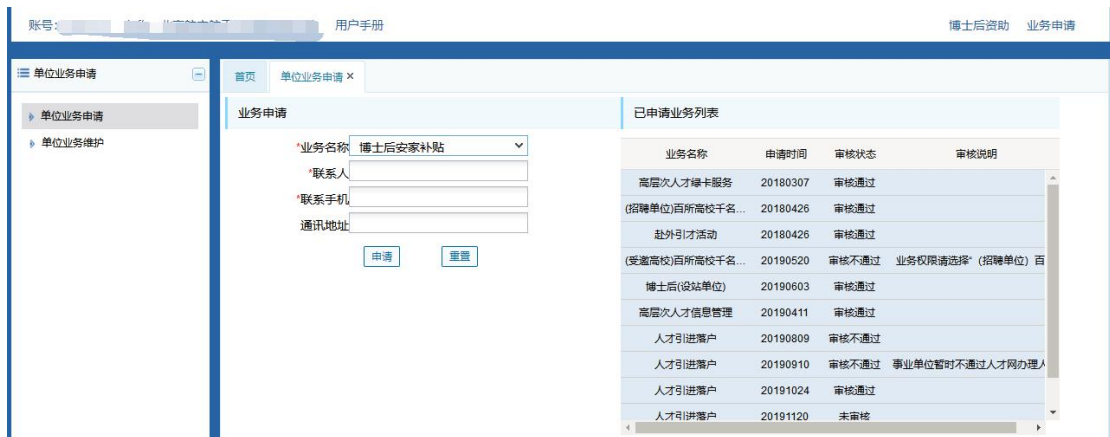 账号: 用户手册 博士后资助 业务申请
单位业务申请
单位业务申请
单位业务维护
首页 单位业务申请 ×
业务申请
*业务名称 博士后安家补贴
*联系人
*联系手机
通讯地址
申请 重置
已申请业务列表
业务名称 申请时间 审核状态 审核说明
高层次人才绿卡服务 20180307 审核通过
(招聘单位)百所高校千名... 20180426 审核通过
赴外引才活动 20180426 审核通过
(受邀高校)百所高校千名... 20190520 审核不通过 业务权限请选择“（招聘单位）百
博士后(设站单位) 20190603 审核通过
高层次人才信息管理 20190411 审核通过
人才引进落户 20190809 审核不通过
人才引进落户 20190910 审核不通过 事业单位暂时不通过人才网办理人
人才引进落户 20191024 审核通过
人才引进落户 20191120 未审核